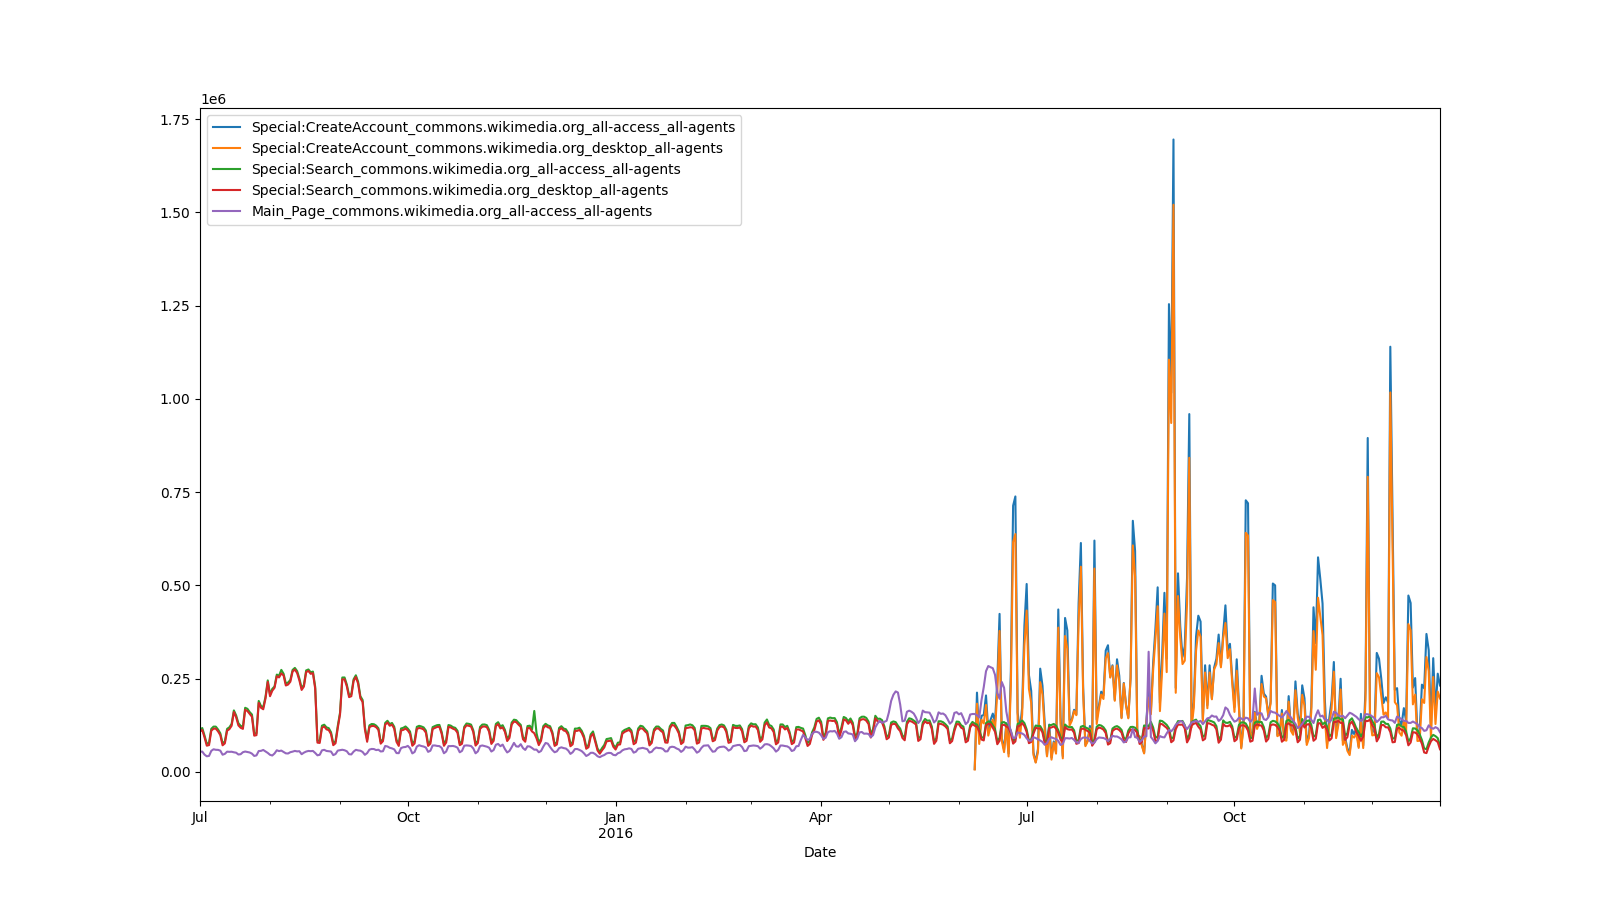 1e6
1.75
1.50
1.25
1.00
0.75
0.50
0.25
0.00
Special:CreateAccount_commons.wikimedia.org_all-access_all-agents
Special:CreateAccount_commons.wikimedia.org_desktop_all-agents
Special:Search_commons.wikimedia.org_all-access_all-agents
Special:Search_commons.wikimedia.org_desktop_all-agents
Main_Page_commons.wikimedia.org_all-access_all-agents
Jul Oct Jan Apr Jul Oct
2016
Date